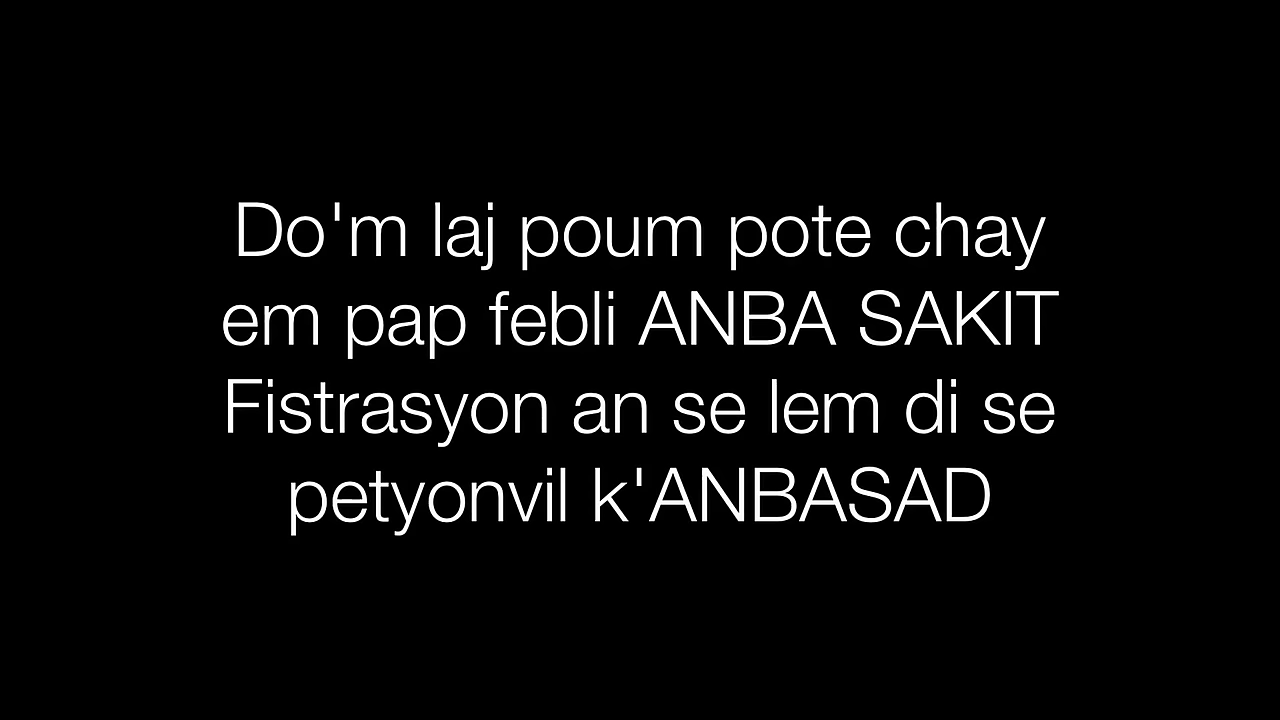 Do'm laj poum pote chay
em pap febli ANBA SAKIT
Fistrasyon an se lem di se
petyonvil k'ANBASAD